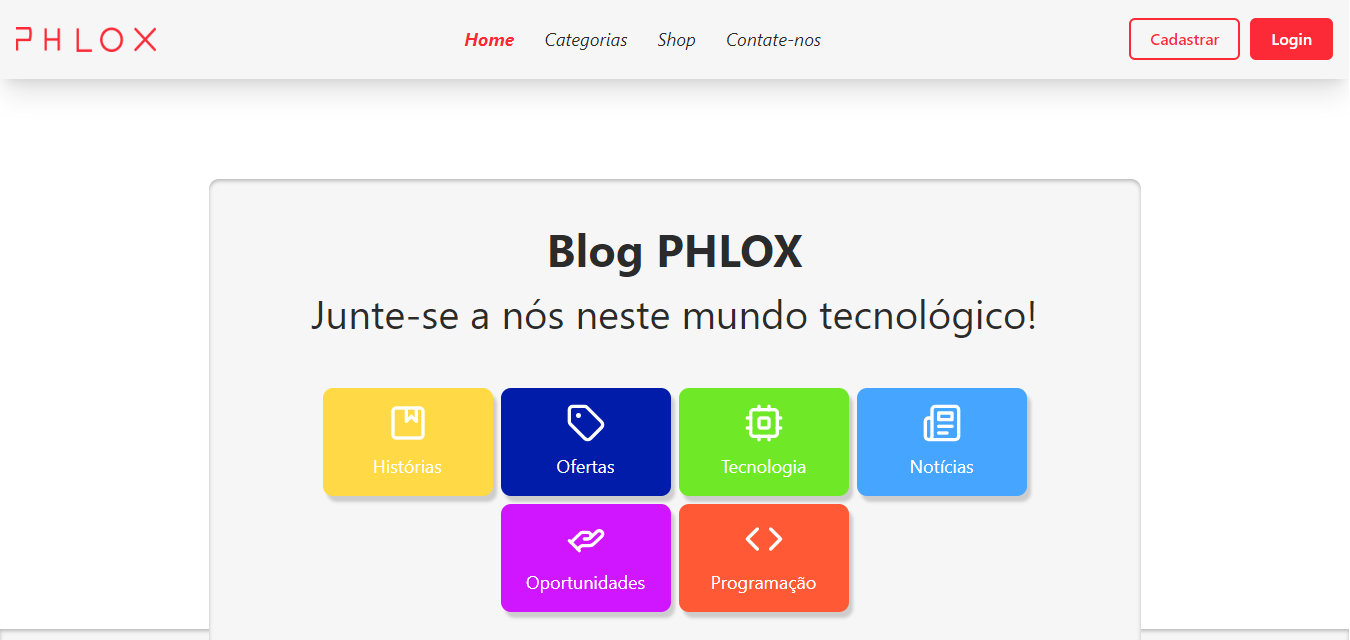 PHLOX
Home Categorias Shop Contate-nos
Cadastrar Login
Blog PHLOX
Junte-se a nós neste mundo tecnológico!
Histórias Ofertas Tecnologia Notícias
Oportunidades Programação